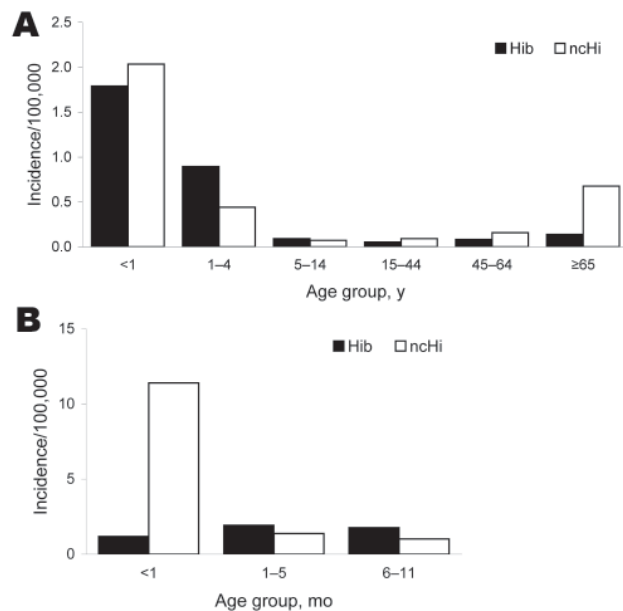 A
Hib ncHi
Incidence/100,000
2.5
2.0
1.5
1.0
0.5
0.0
<1 1–4 5–14 15–44 45–64 ≥65
Age group, y
B
Hib ncHi
Incidence/100,000
15
10
5
0
<1 1–5 6–11
Age group, mo